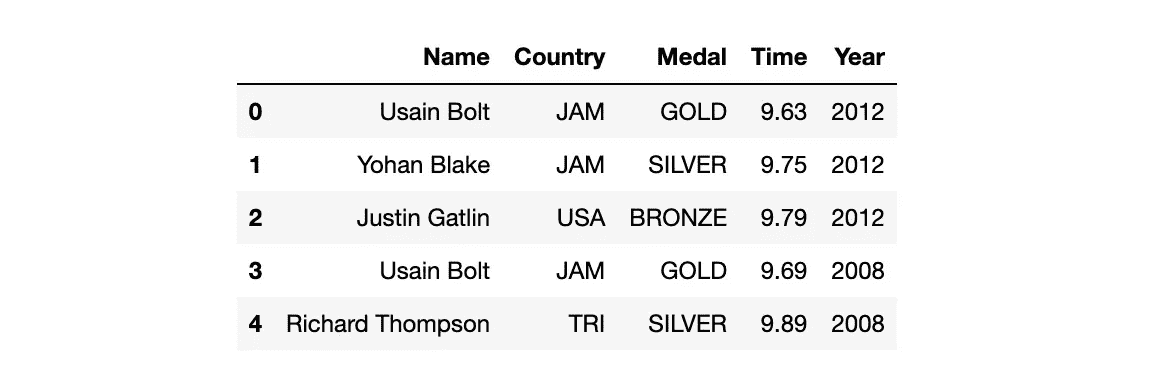 Name Country Medal Time Year
0 Usain Bolt JAM GOLD 9.63 2012
1 Yohan Blake JAM SILVER 9.75 2012
2 Justin Gatlin USA BRONZE 9.79 2012
3 Usain Bolt JAM GOLD 9.69 2008
4 Richard Thompson TRI SILVER 9.89 2008